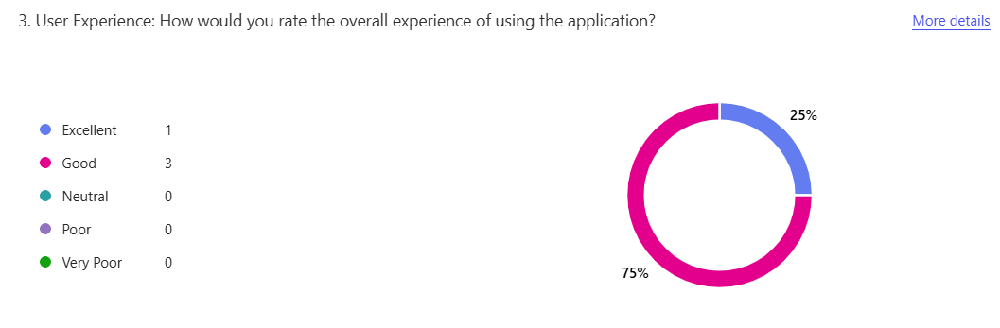 3. User Experience: How would you rate the overall experience of using the application?
More details
Excellent 1
Good 3
Neutral 0
Poor 0
Very Poor 0
25%
75%